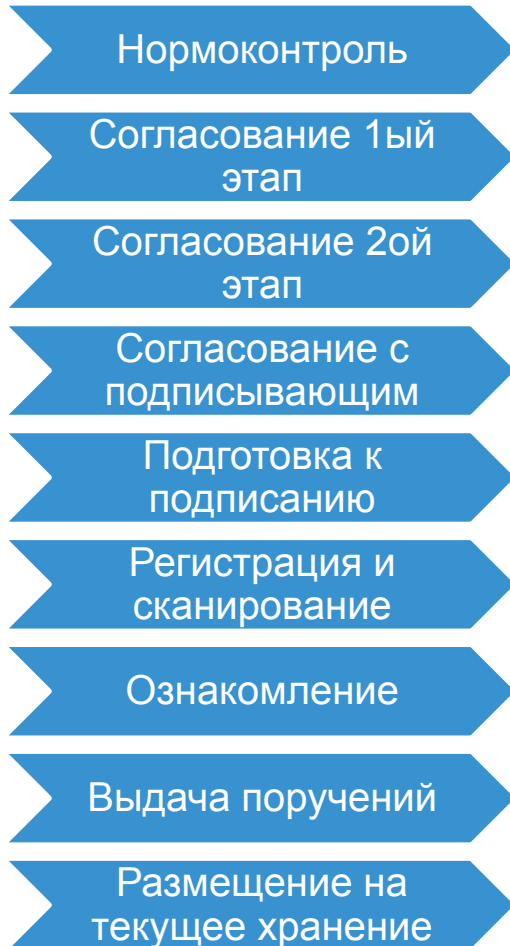 Нормоконтроль
Согласование 1ый
этап
Согласование 2ой
этап
Согласование с
подписывающим
Подготовка к
подписанию
Регистрация и
сканирование
Ознакомление
Выдача поручений
Размещение на
текущее хранение